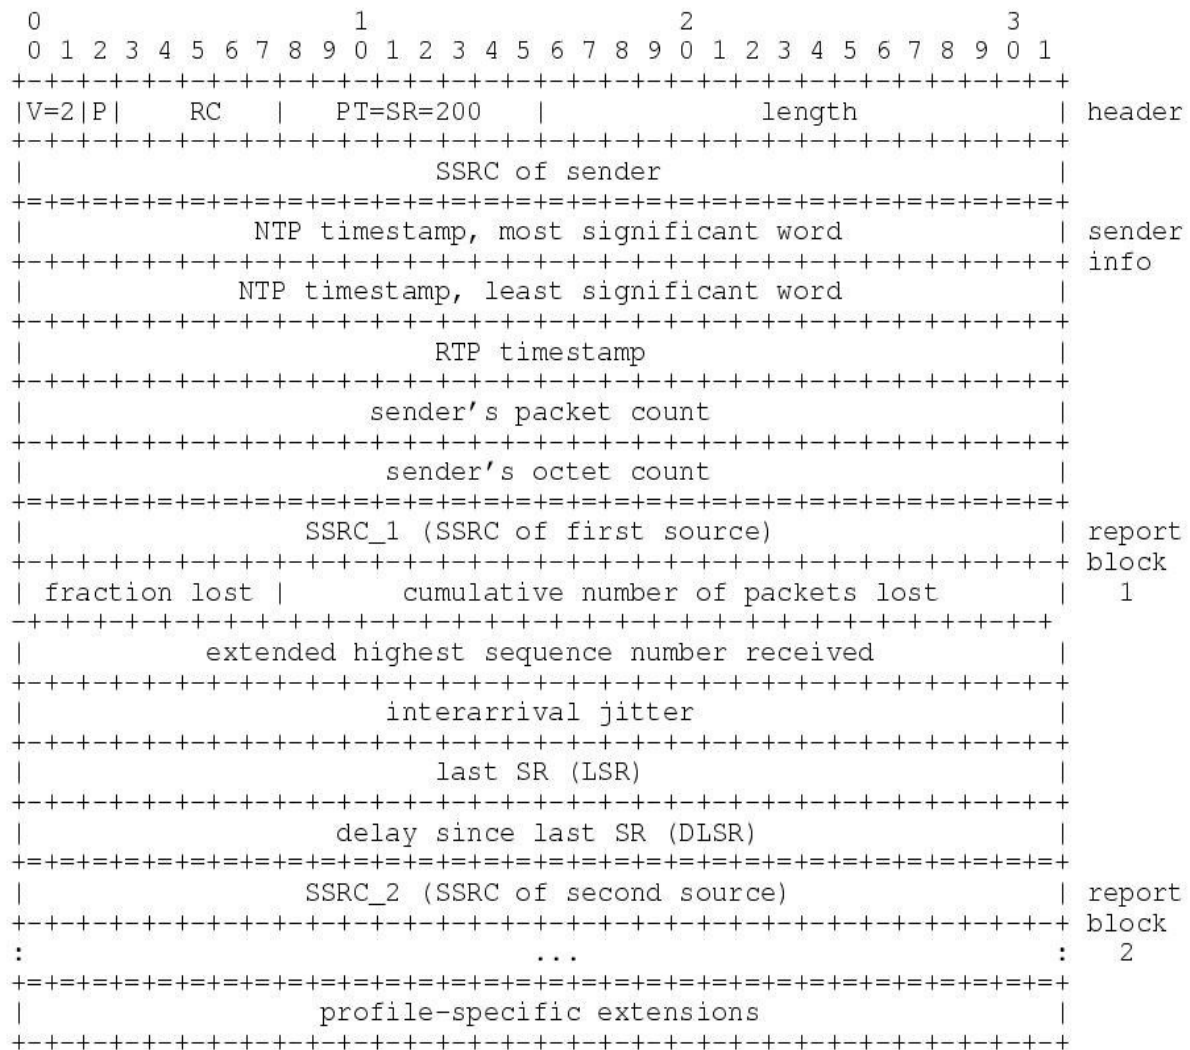 0                   1                   2                   3
 0 1 2 3 4 5 6 7 8 9 0 1 2 3 4 5 6 7 8 9 0 1 2 3 4 5 6 7 8 9 0 1
+-+-+-+-+-+-+-+-+-+-+-+-+-+-+-+-+-+-+-+-+-+-+-+-+-+-+-+-+-+-+-+-+
|V=2|P|    RC   |   PT=SR=200   |             length            | header
+-+-+-+-+-+-+-+-+-+-+-+-+-+-+-+-+-+-+-+-+-+-+-+-+-+-+-+-+-+-+-+-+
|                         SSRC of sender                        |
+=+=+=+=+=+=+=+=+=+=+=+=+=+=+=+=+=+=+=+=+=+=+=+=+=+=+=+=+=+=+=+=+
|              NTP timestamp, most significant word             | sender
+-+-+-+-+-+-+-+-+-+-+-+-+-+-+-+-+-+-+-+-+-+-+-+-+-+-+-+-+-+-+-+-+ info
|             NTP timestamp, least significant word             |
+-+-+-+-+-+-+-+-+-+-+-+-+-+-+-+-+-+-+-+-+-+-+-+-+-+-+-+-+-+-+-+-+
|                         RTP timestamp                         |
+-+-+-+-+-+-+-+-+-+-+-+-+-+-+-+-+-+-+-+-+-+-+-+-+-+-+-+-+-+-+-+-+
|                     sender's packet count                     |
+-+-+-+-+-+-+-+-+-+-+-+-+-+-+-+-+-+-+-+-+-+-+-+-+-+-+-+-+-+-+-+-+
|                      sender's octet count                     |
+=+=+=+=+=+=+=+=+=+=+=+=+=+=+=+=+=+=+=+=+=+=+=+=+=+=+=+=+=+=+=+=+
|                 SSRC_1 (SSRC of first source)                 | report
+-+-+-+-+-+-+-+-+-+-+-+-+-+-+-+-+-+-+-+-+-+-+-+-+-+-+-+-+-+-+-+-+ block
| fraction lost |       cumulative number of packets lost       |   1
-+-+-+-+-+-+-+-+-+-+-+-+-+-+-+-+-+-+-+-+-+-+-+-+-+-+-+-+-+-+-+-+
|           extended highest sequence number received           |
+-+-+-+-+-+-+-+-+-+-+-+-+-+-+-+-+-+-+-+-+-+-+-+-+-+-+-+-+-+-+-+-+
|                      interarrival jitter                      |
+-+-+-+-+-+-+-+-+-+-+-+-+-+-+-+-+-+-+-+-+-+-+-+-+-+-+-+-+-+-+-+-+
|                         last SR (LSR)                         |
+-+-+-+-+-+-+-+-+-+-+-+-+-+-+-+-+-+-+-+-+-+-+-+-+-+-+-+-+-+-+-+-+
|                   delay since last SR (DLSR)                  |
+=+=+=+=+=+=+=+=+=+=+=+=+=+=+=+=+=+=+=+=+=+=+=+=+=+=+=+=+=+=+=+=+
|                 SSRC_2 (SSRC of second source)                | report
+-+-+-+-+-+-+-+-+-+-+-+-+-+-+-+-+-+-+-+-+-+-+-+-+-+-+-+-+-+-+-+-+ block
:                               ...                             :   2
+=+=+=+=+=+=+=+=+=+=+=+=+=+=+=+=+=+=+=+=+=+=+=+=+=+=+=+=+=+=+=+=+
|                  profile-specific extensions                  |
+-+-+-+-+-+-+-+-+-+-+-+-+-+-+-+-+-+-+-+-+-+-+-+-+-+-+-+-+-+-+-+-+